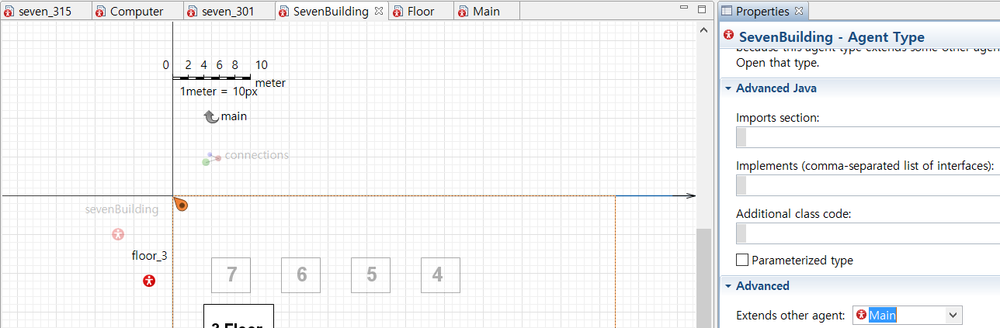 seven_315
Computer
seven_301
SevenBuilding
Floor
Main
0 2 4 6 8 10
meter
1meter = 10px
main
connections
sevenBuilding
floor_3
7 6 5 4
3 Floor
Properties
SevenBuilding - Agent Type
because this agent type extends some other agent
Open that type.
Advanced Java
Imports section:
Implements (comma-separated list of interfaces):
Additional class code:
Parameterized type
Advanced
Extends other agent: Main